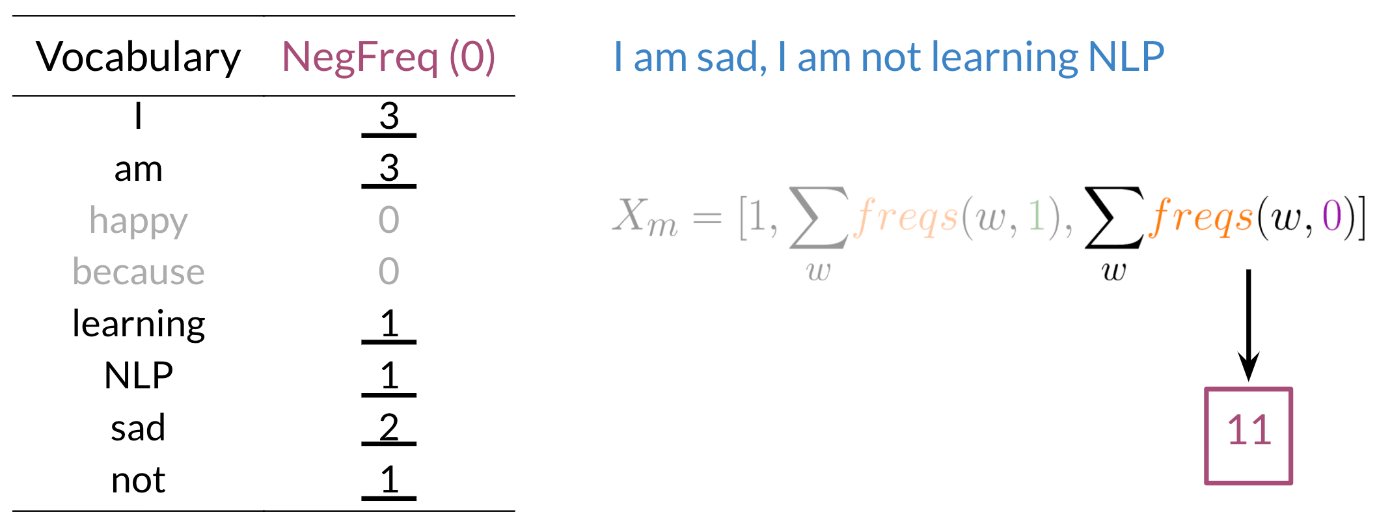 Vocabulary NegFreq (0)
I 3
am 3
happy 0
because 0
learning 1
NLP 1
sad 2
not 1
I am sad, I am not learning NLP
X_m = [1, ∑_w freqs(w, 1), ∑_w freqs(w, 0)]
11